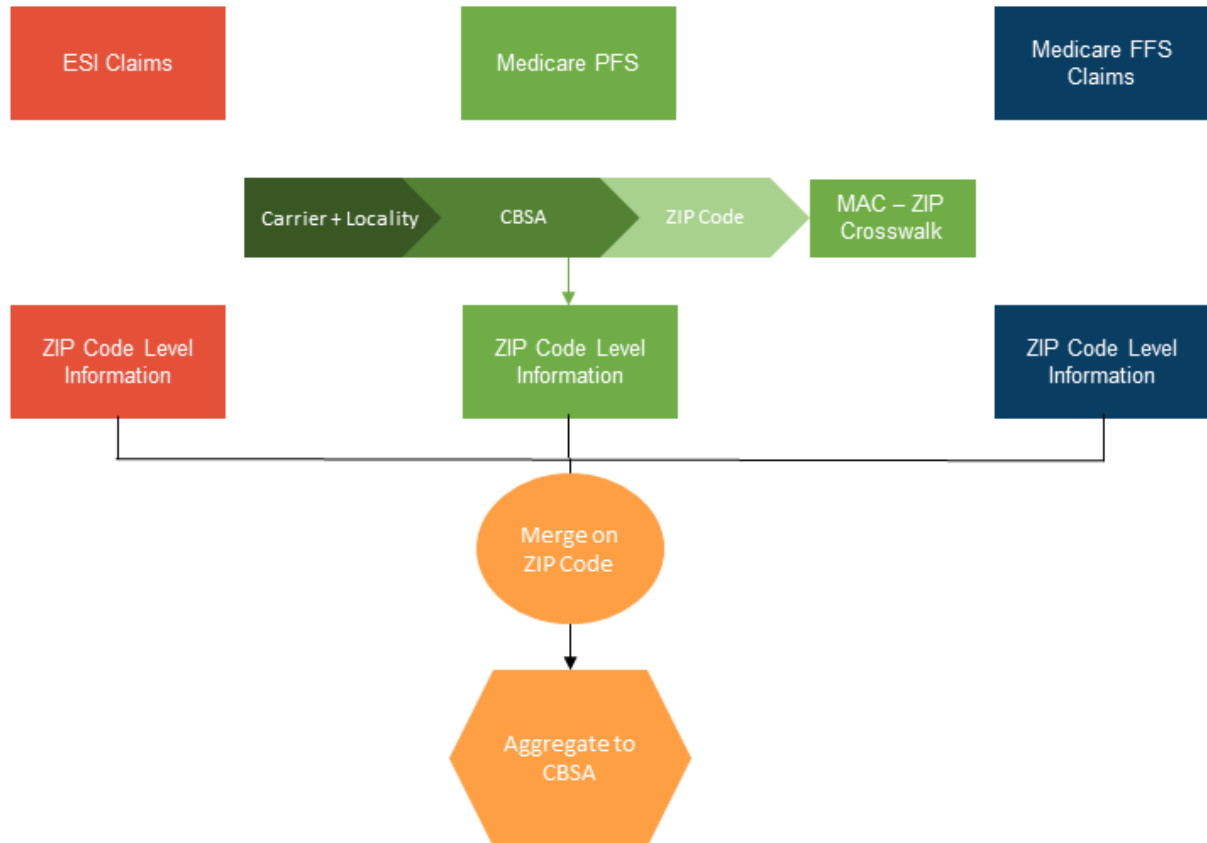 ESI Claims
Medicare PFS
Medicare FFS
Claims
Carrier + Locality
CBSA
ZIP Code
MAC – ZIP
Crosswalk
ZIP Code Level
Information
ZIP Code Level
Information
ZIP Code Level
Information
Merge on
ZIP Code
Aggregate to
CBSA